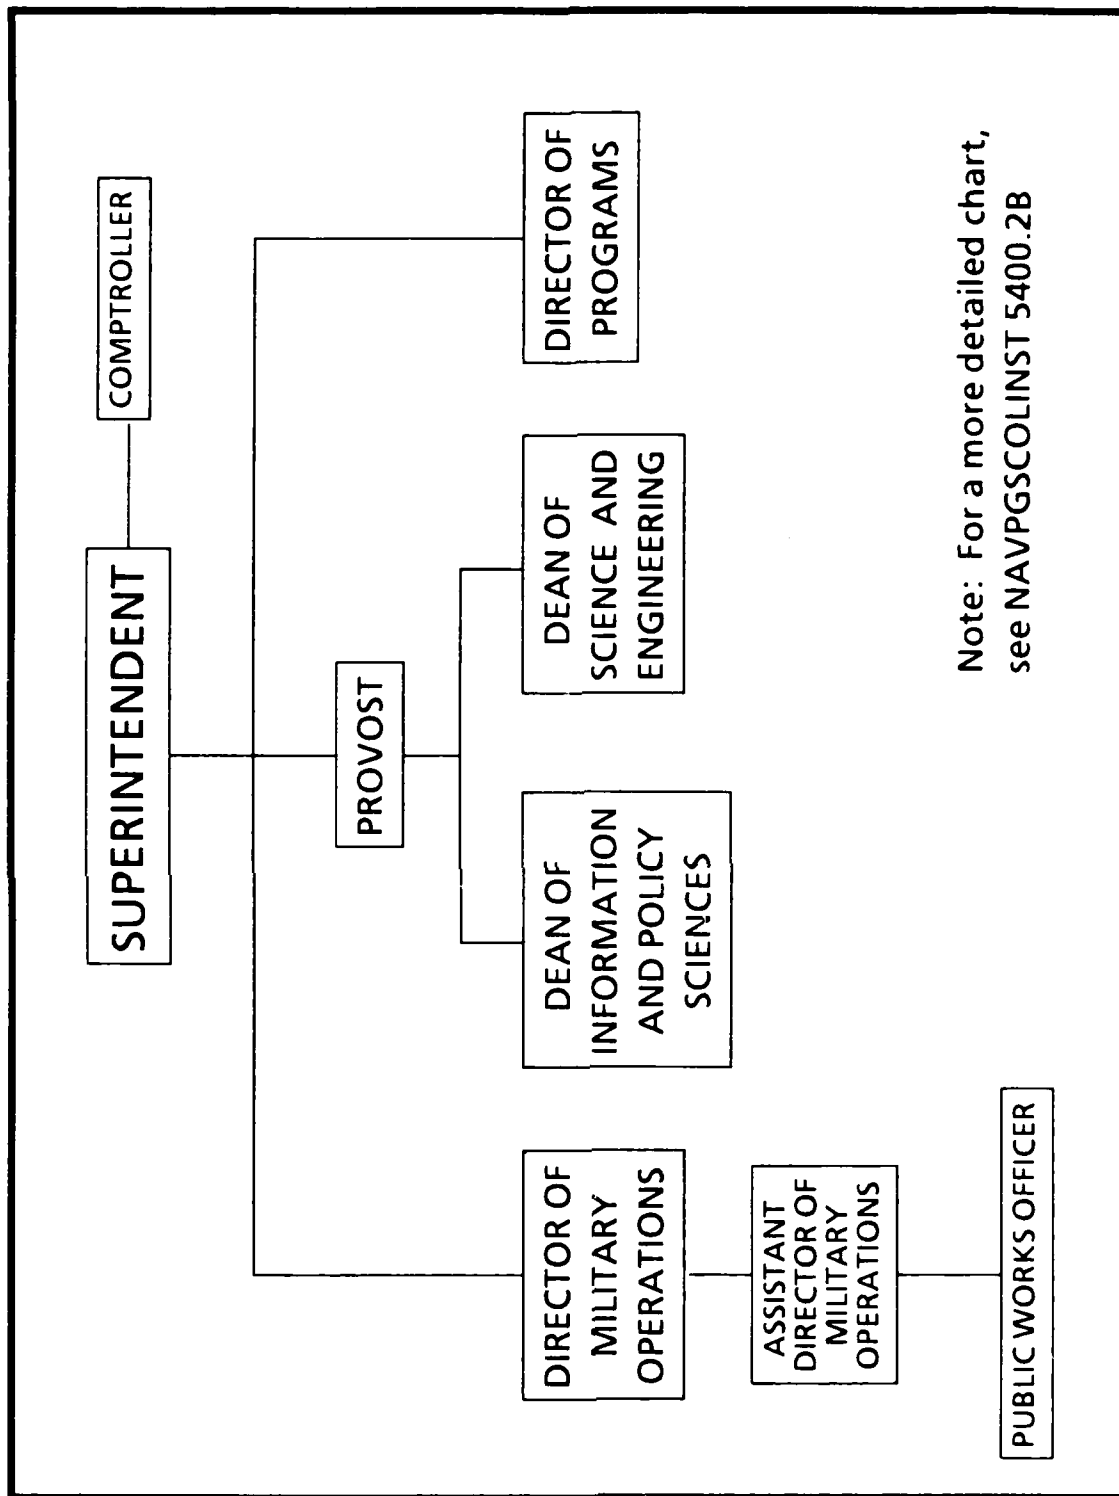 SUPERINTENDENT
COMPTROLLER
PROVOST
DIRECTOR OF
MILITARY
OPERATIONS
DEAN OF
INFORMATION
AND POLICY
SCIENCES
DEAN OF
SCIENCE AND
ENGINEERING
DIRECTOR OF
PROGRAMS
ASSISTANT
DIRECTOR OF
MILITARY
OPERATIONS
PUBLIC WORKS OFFICER
Note: For a more detailed chart,
see NAVPGSCOLINST 5400.2B